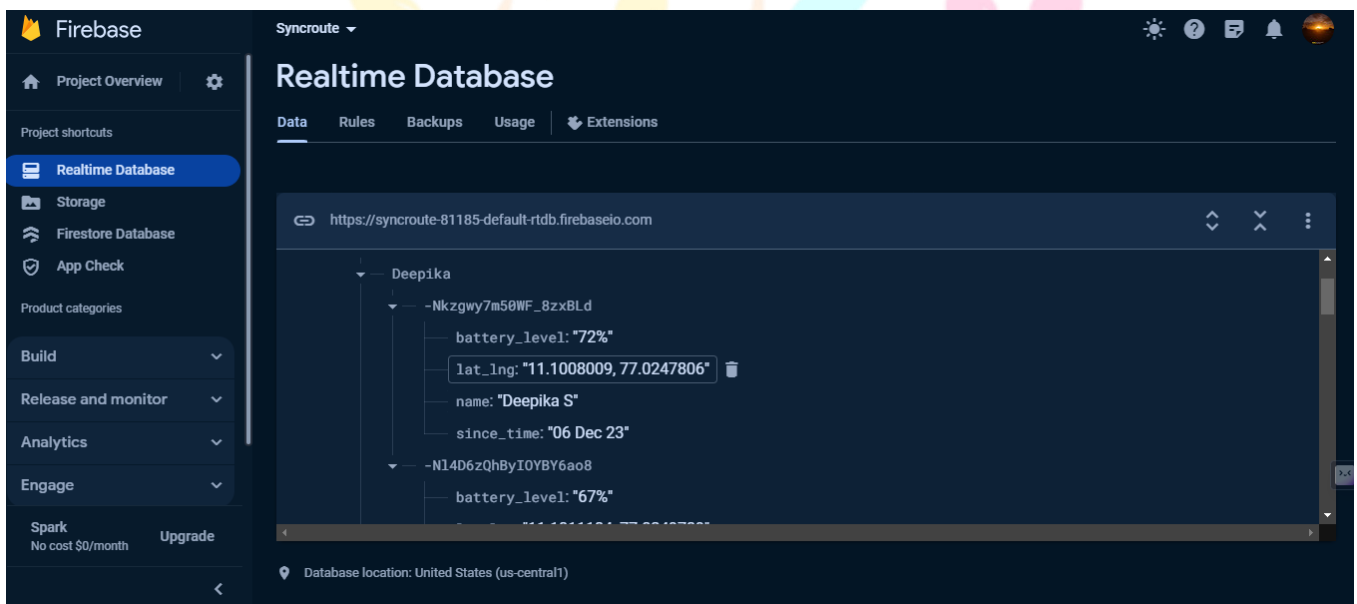 Firebase
Syncroute
Project Overview
Realtime Database
Data Rules Backups Usage Extensions
Project shortcuts
Realtime Database
Storage
Firestore Database
App Check
Product categories
Build
Release and monitor
Analytics
Engage
Spark
No cost $0/month
Upgrade
https://syncroute-81185-default-rtdb.firebaseio.com
Deepika
-Nkzgwy7m50WF_8zxBLd
battery_level: "72%"
lat_lng: "11.1008009, 77.0247806"
name: "Deepika S"
since_time: "06 Dec 23"
-Nl4D6zQhByIOYBY6ao8
battery_level: "67%"
Database location: United States (us-central1)